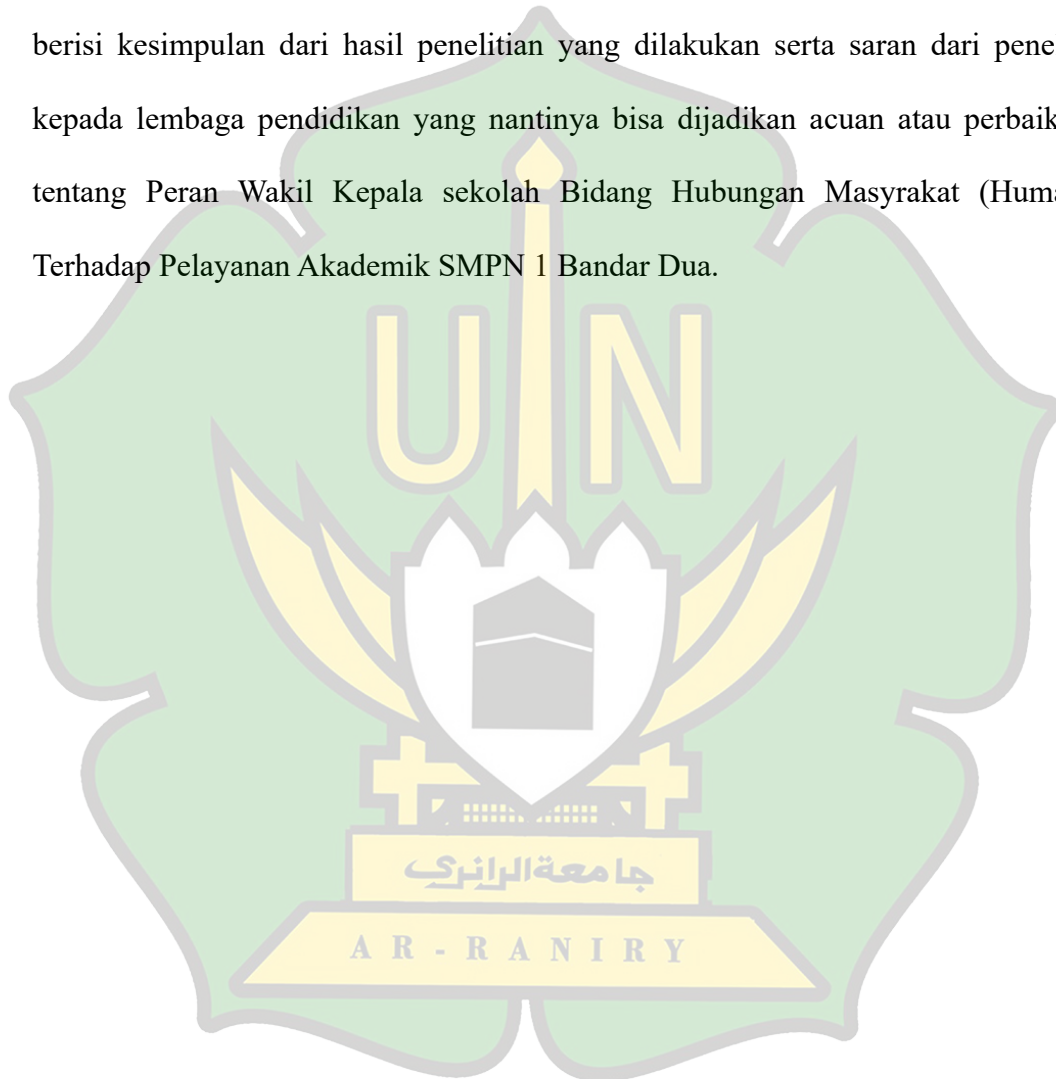 berisi kesimpulan dari hasil penelitian yang dilakukan serta saran dari pene
kepada lembaga pendidikan yang nantinya bisa dijadikan acuan atau perbaik
tentang Peran Wakil Kepala sekolah Bidang Hubungan Masyrakat (Huma
Terhadap Pelayanan Akademik SMPN 1 Bandar Dua.
UIN
جامعة الرانري
AR-RANIRY